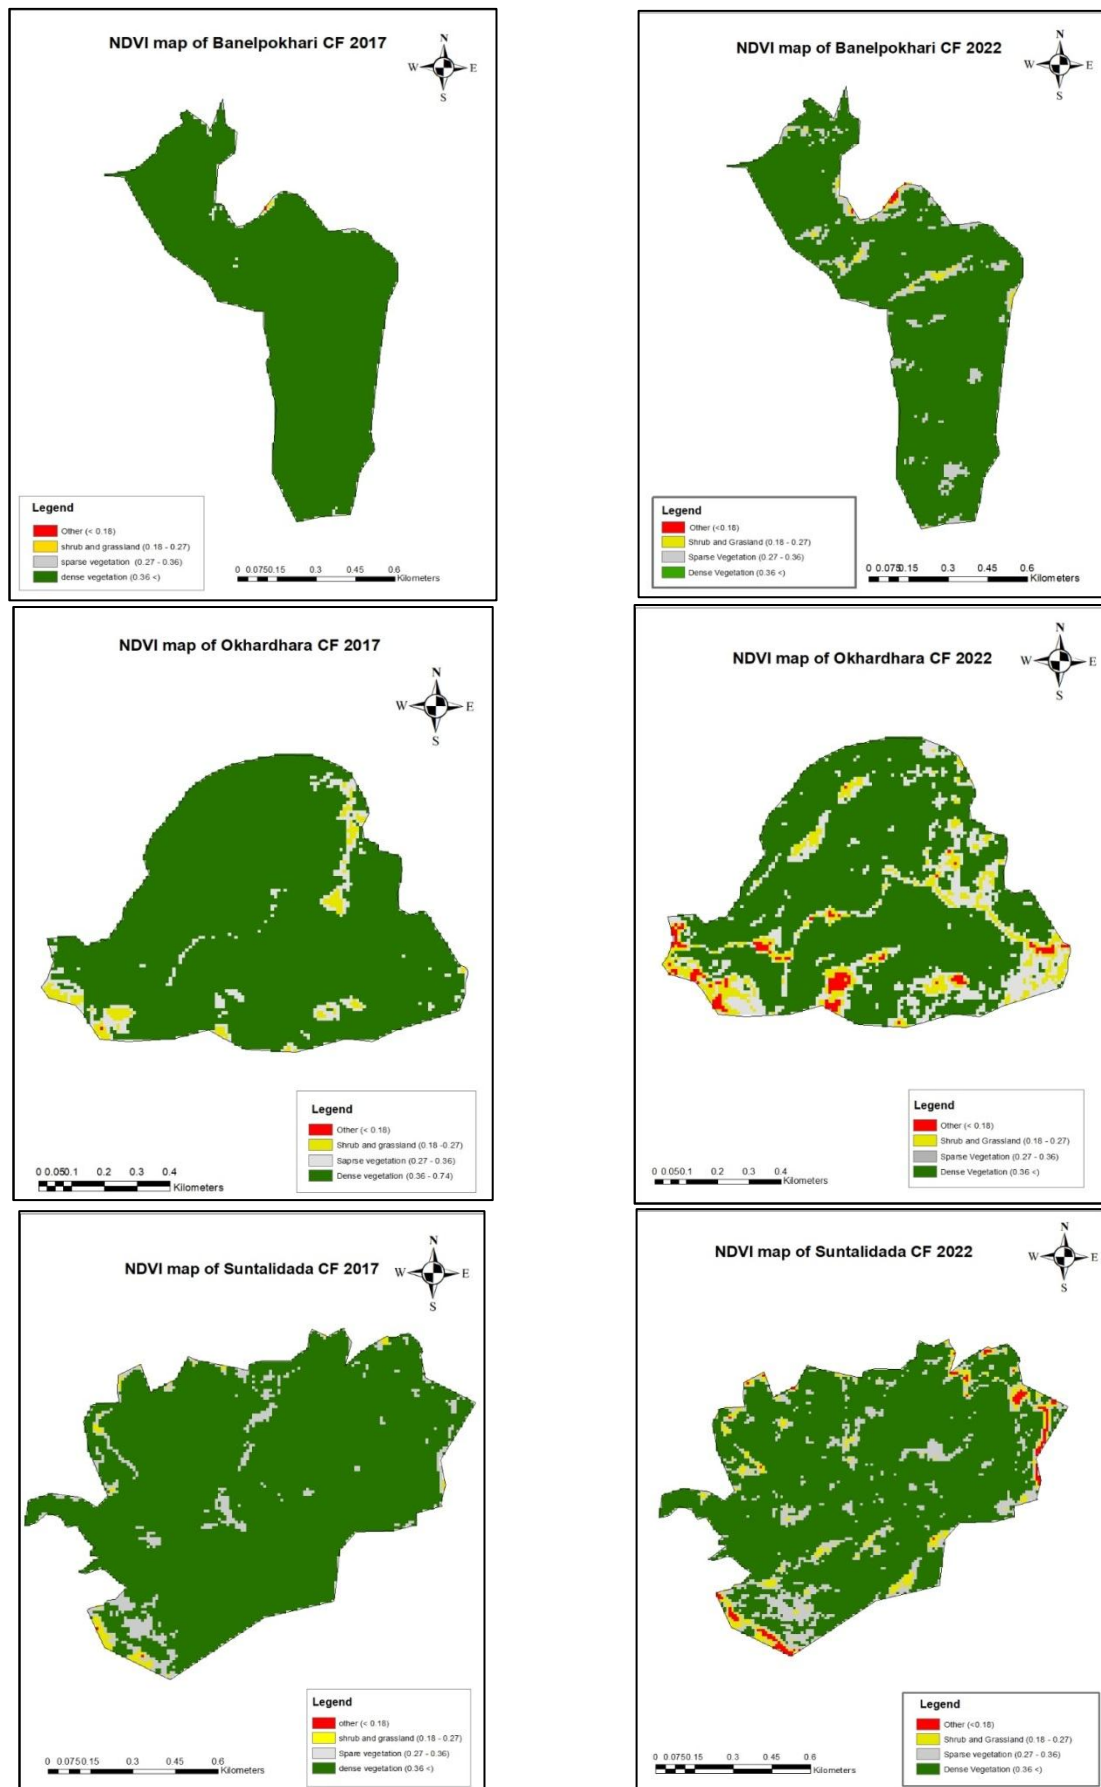 NDVI map of Banelpokhari CF 2017
N
W E
S
Legend
Other (< 0.18)
shrub and grassland (0.18 - 0.27)
sparse vegetation (0.27 - 0.36)
dense vegetation (0.36 <)
0 0.0750.15 0.3 0.45 0.6
Kilometers
NDVI map of Banelpokhari CF 2022
N
W E
S
Legend
Other (<0.18)
Shrub and Grassland (0.18 - 0.27)
Sparse Vegetation (0.27 - 0.36)
Dense Vegetation (0.36 <)
0 0.0750.15 0.3 0.45 0.6
Kilometers
NDVI map of Okhardhara CF 2017
N
W E
S
Legend
Other (< 0.18)
Shrub and grassland (0.18 -0.27)
Saprse vegetation (0.27 - 0.36)
Dense vegetation (0.36 - 0.74)
0 0.050.1 0.2 0.3 0.4
Kilometers
NDVI map of Okhardhara CF 2022
N
W E
S
Legend
Other (< 0.18)
Shrub and Grassland (0.18 - 0.27)
Sparse Vegetation (0.27 - 0.36)
Dense Vegetation (0.36 <)
0 0.050.1 0.2 0.3 0.4
Kilometers
NDVI map of Suntalidada CF 2017
N
W E
S
Legend
other (< 0.18)
shrub and grassland (0.18 - 0.27)
Spare vegetation (0.27 - 0.36)
dense vegetation (0.36 <)
0 0.0750.15 0.3 0.45 0.6
Kilometers
NDVI map of Suntalidada CF 2022
N
W E
S
Legend
Other (<0.18)
Shrub and Grassland (0.18 - 0.27)
Sparse vegetation (0.27 - 0.36)
Dense Vegetation (0.36 <)
0 0.0750.15 0.3 0.45 0.6
Kilometers